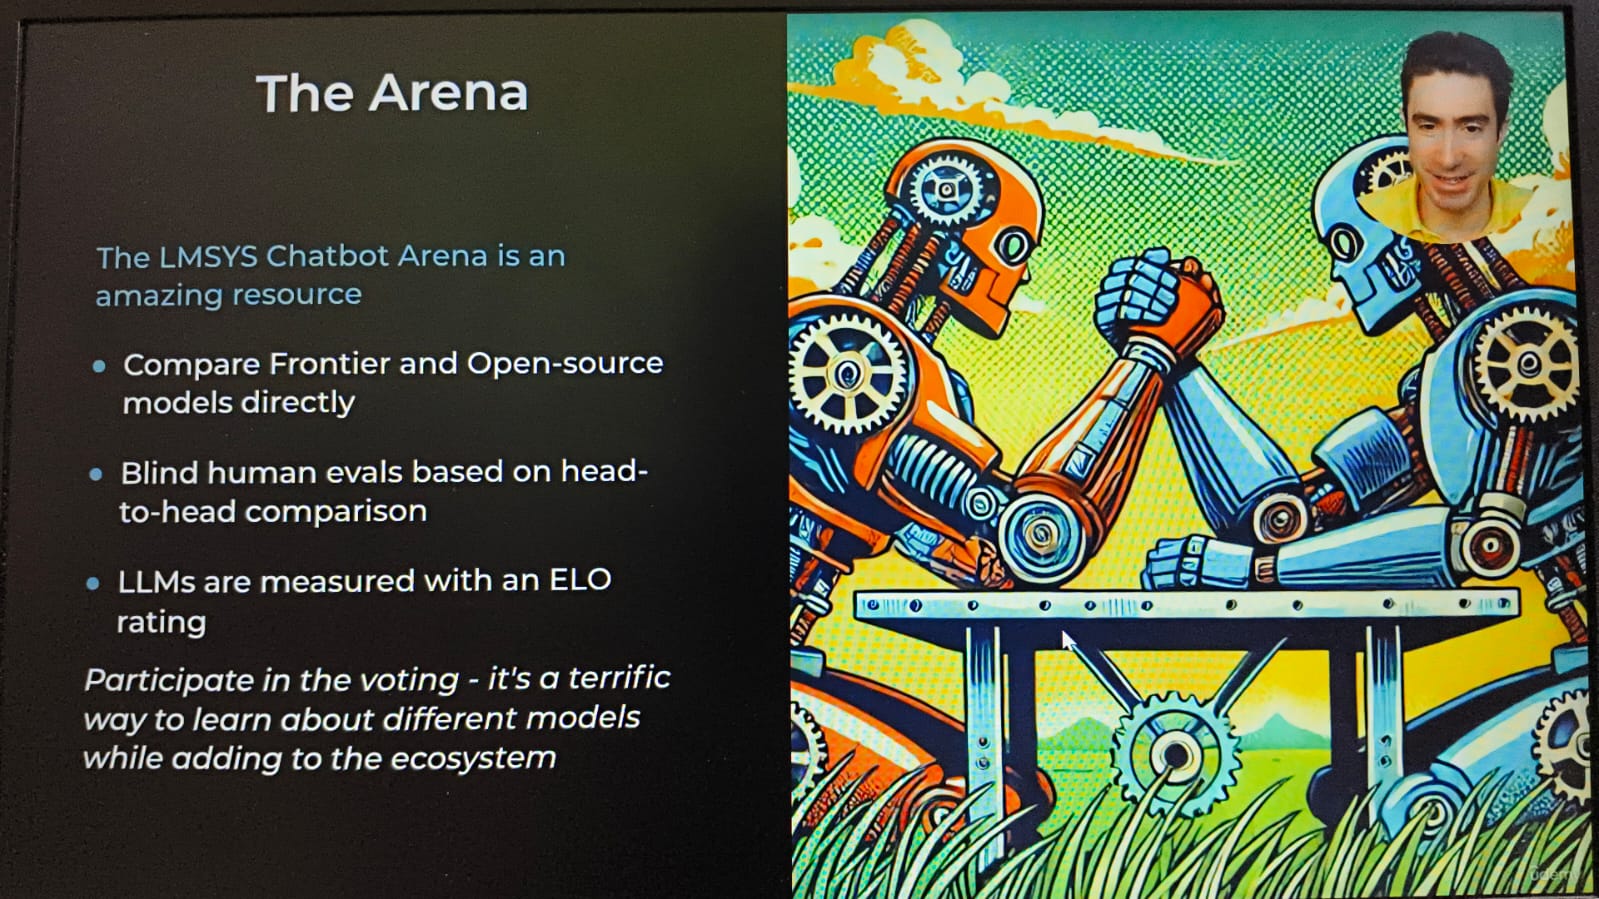 The Arena
The LMSYS Chatbot Arena is an
amazing resource
• Compare Frontier and Open-source
models directly
• Blind human evals based on head-
to-head comparison
• LLMs are measured with an ELO
rating
Participate in the voting - it's a terrific
way to learn about different models
while adding to the ecosystem
udemy